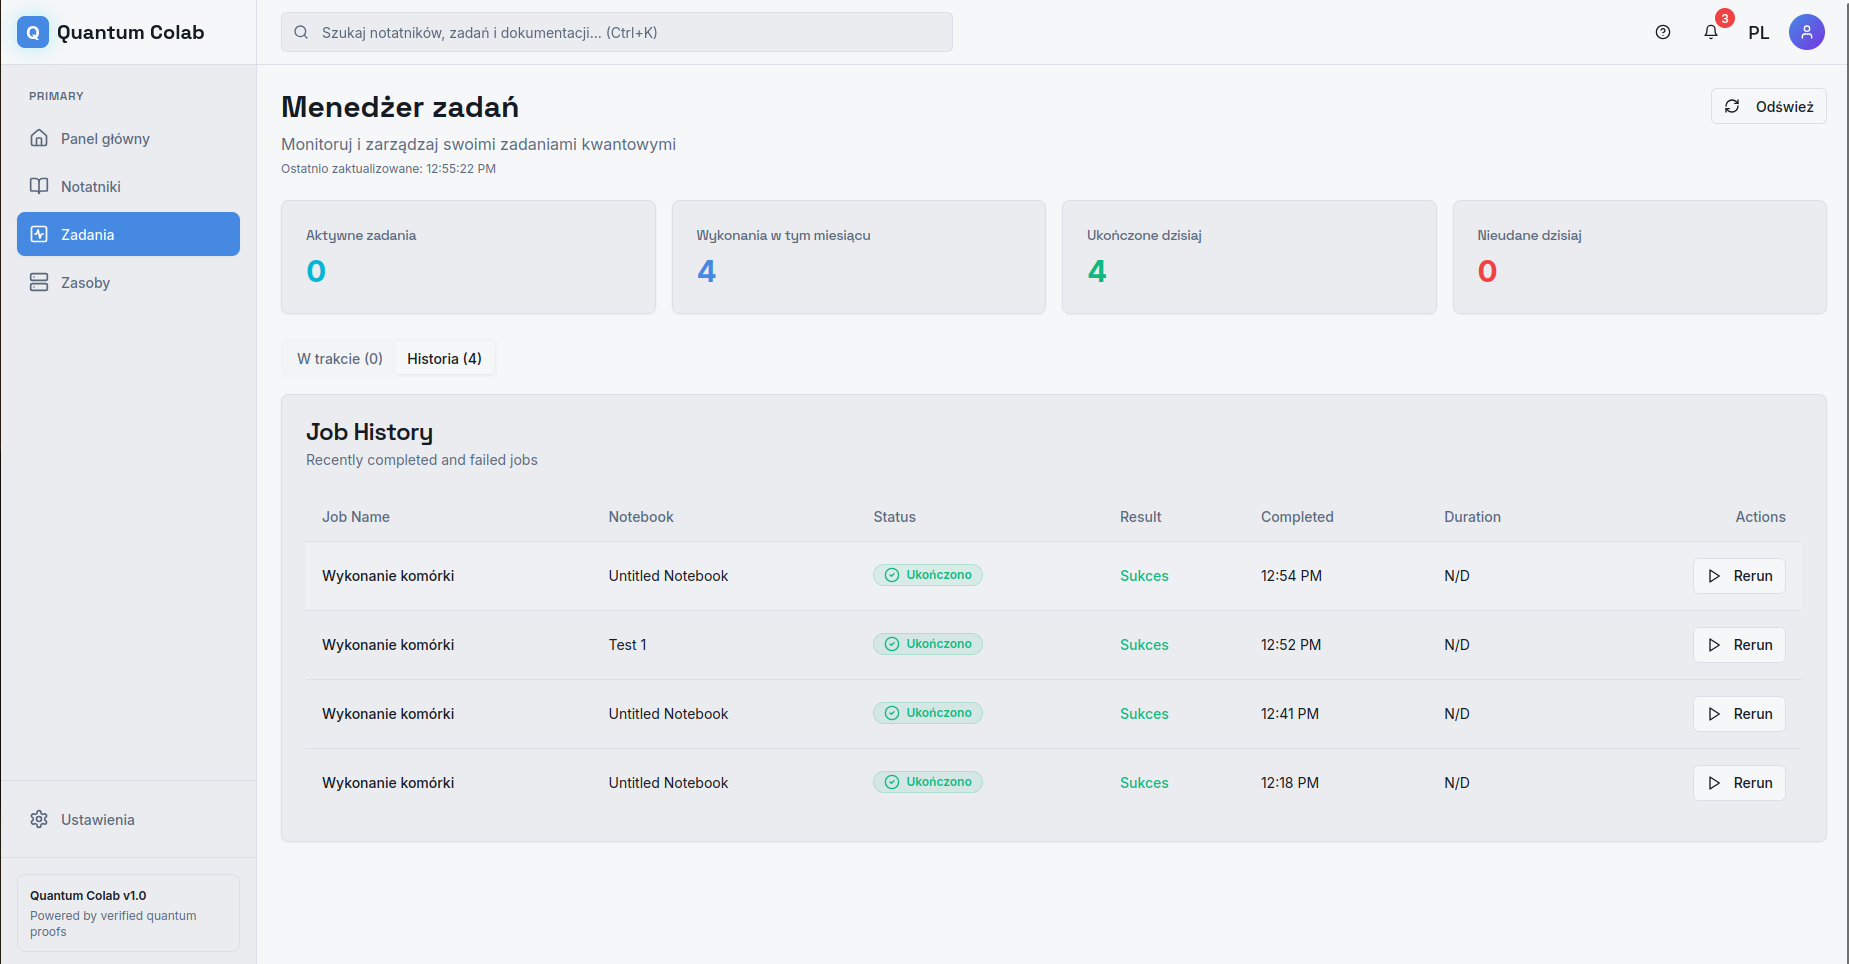 Q Quantum Colab
Szukaj notatników, zadań i dokumentacji... (Ctrl+K)
3
PL
PRIMARY
Panel główny
Notatniki
Zadania
Zasoby
Ustawienia
Quantum Colab v1.0
Powered by verified quantum
proofs
Menedżer zadań
Odśwież
Monitoruj i zarządzaj swoimi zadaniami kwantowymi
Ostatnio zaktualizowane: 12:55:22 PM
Aktywne zadania
0
Wykonania w tym miesiącu
4
Ukończone dzisiaj
4
Nieudane dzisiaj
0
W trakcie (0) Historia (4)
Job History
Recently completed and failed jobs
Job Name Notebook Status Result Completed Duration Actions
Wykonanie komórki Untitled Notebook Ukończono Sukces 12:54 PM N/D Rerun
Wykonanie komórki Test 1 Ukończono Sukces 12:52 PM N/D Rerun
Wykonanie komórki Untitled Notebook Ukończono Sukces 12:41 PM N/D Rerun
Wykonanie komórki Untitled Notebook Ukończono Sukces 12:18 PM N/D Rerun